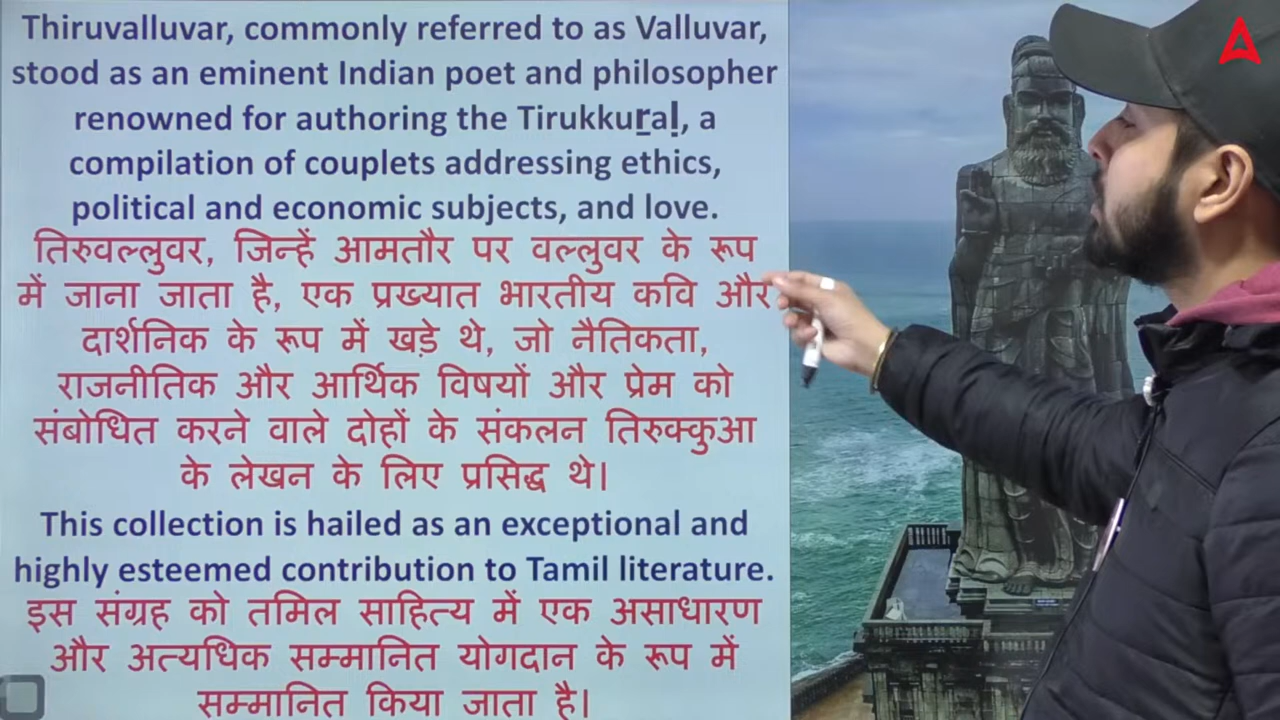 Thiruvalluvar, commonly referred to as Valluvar,
stood as an eminent Indian poet and philosopher
renowned for authoring the Tirukkuṟaḷ, a
compilation of couplets addressing ethics,
political and economic subjects, and love.
तिरुवल्लुवर, जिन्हें आमतौर पर वल्लुवर के रूप
में जाना जाता है, एक प्रख्यात भारतीय कवि और
दार्शनिक के रूप में खड़े थे, जो नैतिकता,
राजनीतिक और आर्थिक विषयों और प्रेम को
संबोधित करने वाले दोहों के संकलन तिरुक्कुआ
के लेखन के लिए प्रसिद्ध थे।
This collection is hailed as an exceptional and
highly esteemed contribution to Tamil literature.
इस संग्रह को तमिल साहित्य में एक असाधारण
और अत्यधिक सम्मानित योगदान के रूप में
सम्मानित किया जाता है।